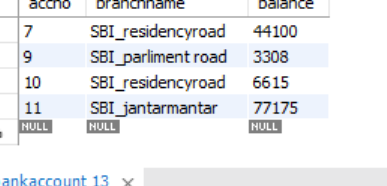 accno branchname balance
7 SBI_residencyroad 44100
9 SBI_parliment road 3308
10 SBI_residencyroad 6615
11 SBI_jantarmantar 77175
NULL NULL NULL
ankaccount 13 ×